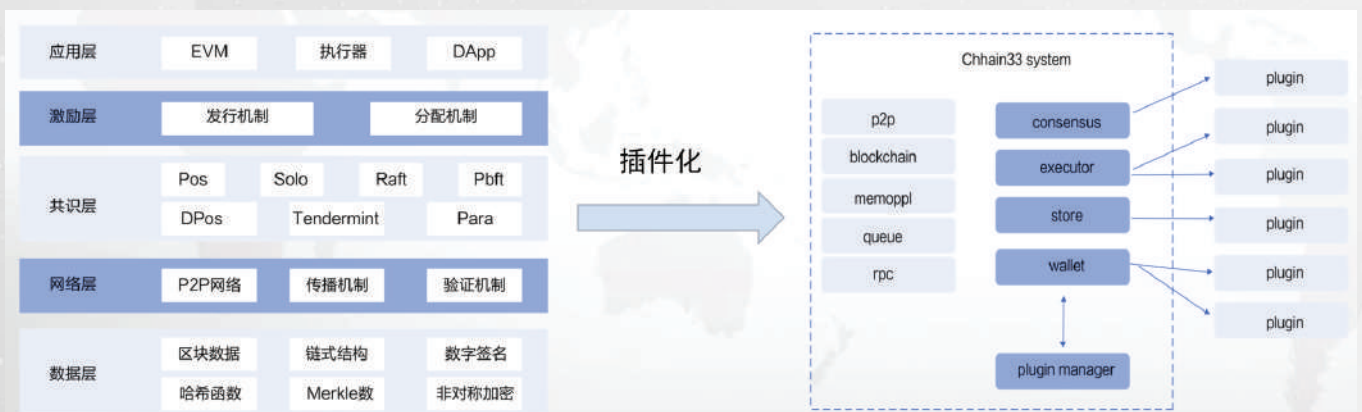 应用层
EVM 执行器 DApp
激励层
发行机制 分配机制
共识层
Pos Solo Raft Pbft
DPos Tendermint Para
网络层
P2P网络 传播机制 验证机制
数据层
区块数据 链式结构 数字签名
哈希函数 Merkle数 非对称加密
插件化
Chhain33 system
p2p
blockchain
memoppl
queue
rpc
consensus
executor
store
wallet
plugin manager
plugin
plugin
plugin
plugin
plugin
plugin